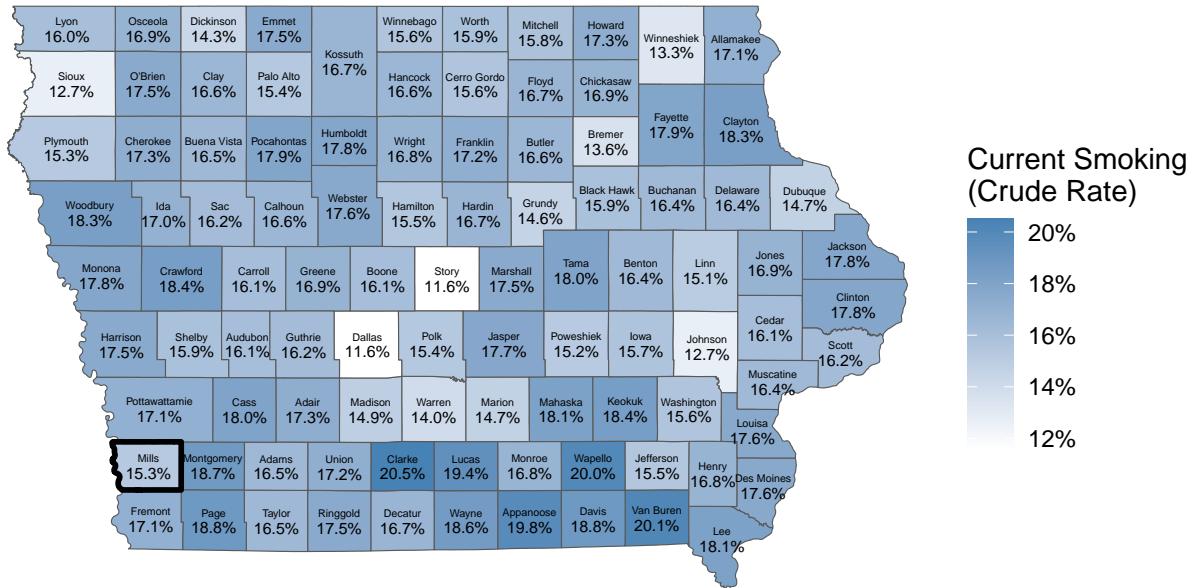 Lyon
16.0%
Osceola
16.9%
Dickinson
14.3%
Emmet
17.5%
Kossuth
16.7%
Winnebago
15.6%
Worth
15.9%
Mitchell
15.8%
Howard
17.3%
Winneshiek
13.3%
Allamakee
17.1%
Sioux
12.7%
O'Brien
17.5%
Clay
16.6%
Palo Alto
15.4%
Hancock
16.6%
Cerro Gordo
15.6%
Floyd
16.7%
Chickasaw
16.9%
Fayette
17.9%
Clayton
18.3%
Plymouth
15.3%
Cherokee
17.3%
Buena Vista
16.5%
Pocahontas
17.9%
Humboldt
17.8%
Wright
16.8%
Franklin
17.2%
Butler
16.6%
Bremer
13.6%
Woodbury
18.3%
Ida
17.0%
Sac
16.2%
Calhoun
16.6%
Webster
17.6%
Hamilton
15.5%
Hardin
16.7%
Grundy
14.6%
Black Hawk
15.9%
Buchanan
16.4%
Delaware
16.4%
Dubuque
14.7%
Monona
17.8%
Crawford
18.4%
Carroll
16.1%
Greene
16.9%
Boone
16.1%
Story
11.6%
Marshall
17.5%
Tama
18.0%
Benton
16.4%
Linn
15.1%
Jones
16.9%
Jackson
17.8%
Clinton
17.8%
Harrison
17.5%
Shelby
15.9%
Audubon
16.1%
Guthrie
16.2%
Dallas
11.6%
Polk
15.4%
Jasper
17.7%
Poweshiek
15.2%
Iowa
15.7%
Johnson
12.7%
Cedar
16.1%
Scott
16.2%
Muscatine
16.4%
Pottawattamie
17.1%
Cass
18.0%
Adair
17.3%
Madison
14.9%
Warren
14.0%
Marion
14.7%
Mahaska
18.1%
Keokuk
18.4%
Washington
15.6%
Louisa
17.6%
Mills
15.3%
Montgomery
18.7%
Adams
16.5%
Union
17.2%
Clarke
20.5%
Lucas
19.4%
Monroe
16.8%
Wapello
20.0%
Jefferson
15.5%
Henry
16.8%
Des Moines
17.6%
Fremont
17.1%
Page
18.8%
Taylor
16.5%
Ringgold
17.5%
Decatur
16.7%
Wayne
18.6%
Appanoose
19.8%
Davis
18.8%
Van Buren
20.1%
Lee
18.1%
Current Smoking
(Crude Rate)
20%
18%
16%
14%
12%